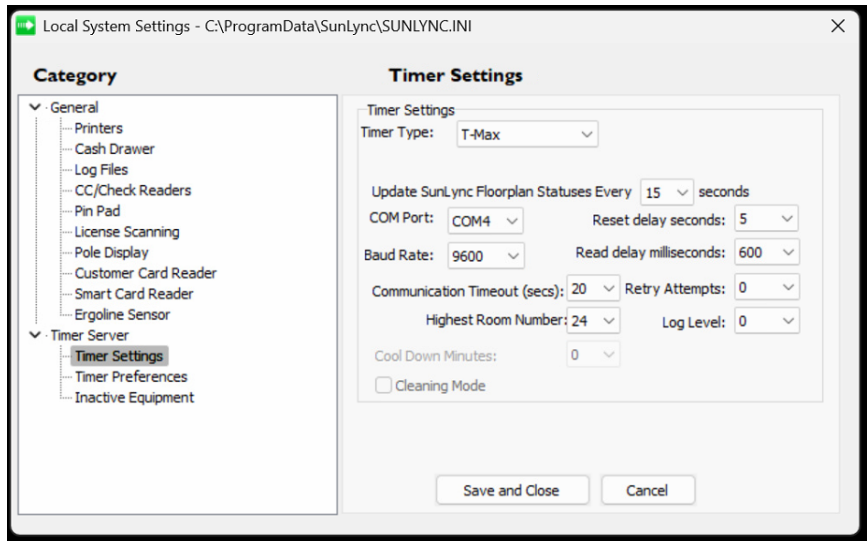 Local System Settings - C:\ProgramData\SunLync\SUNLYNC.INI
Category
General
Printers
Cash Drawer
Log Files
CC/Check Readers
Pin Pad
License Scanning
Pole Display
Customer Card Reader
Smart Card Reader
Ergoline Sensor
Timer Server
Timer Settings
Timer Preferences
Inactive Equipment
Timer Settings
Timer Settings
Timer Type: T-Max
Update SunLync Floorplan Statuses Every 15 seconds
COM Port: COM4 Reset delay seconds: 5
Baud Rate: 9600 Read delay milliseconds: 600
Communication Timeout (secs): 20 Retry Attempts: 0
Highest Room Number: 24 Log Level: 0
Cool Down Minutes: 0
Cleaning Mode
Save and Close Cancel